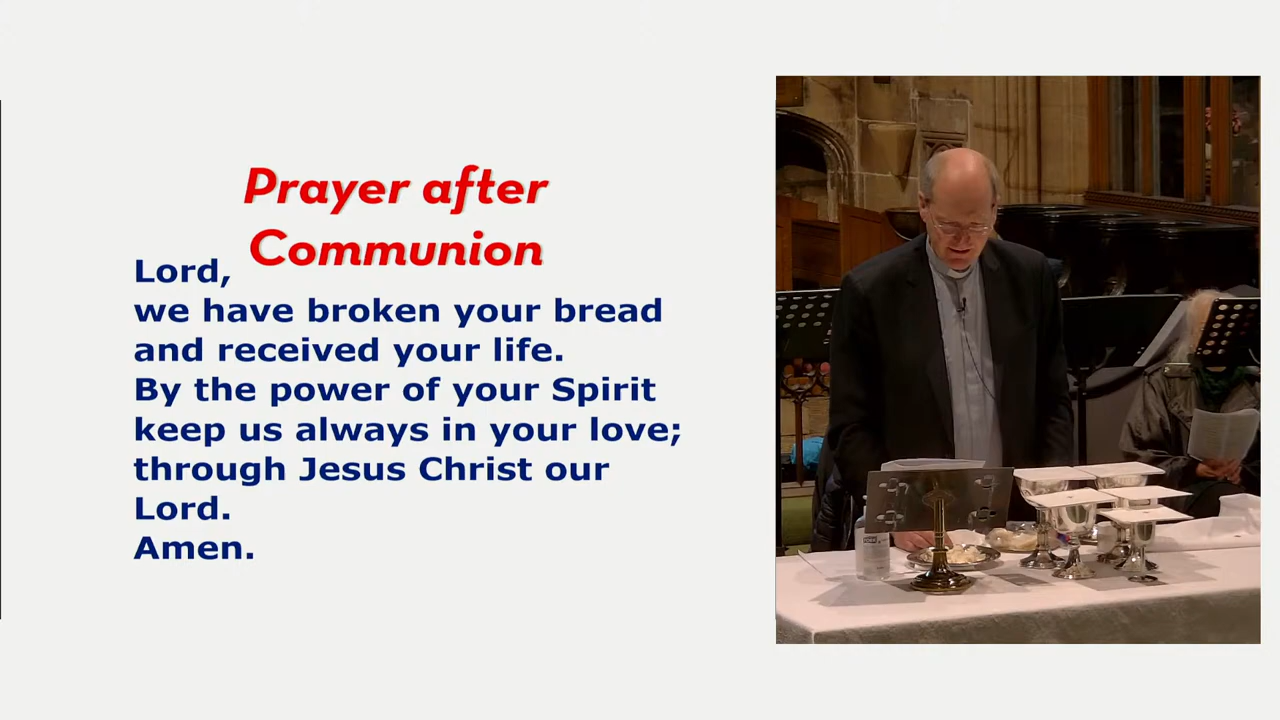 Prayer after
Communion
Lord,
we have broken your bread
and received your life.
By the power of your Spirit
keep us always in your love;
through Jesus Christ our
Lord.
Amen.